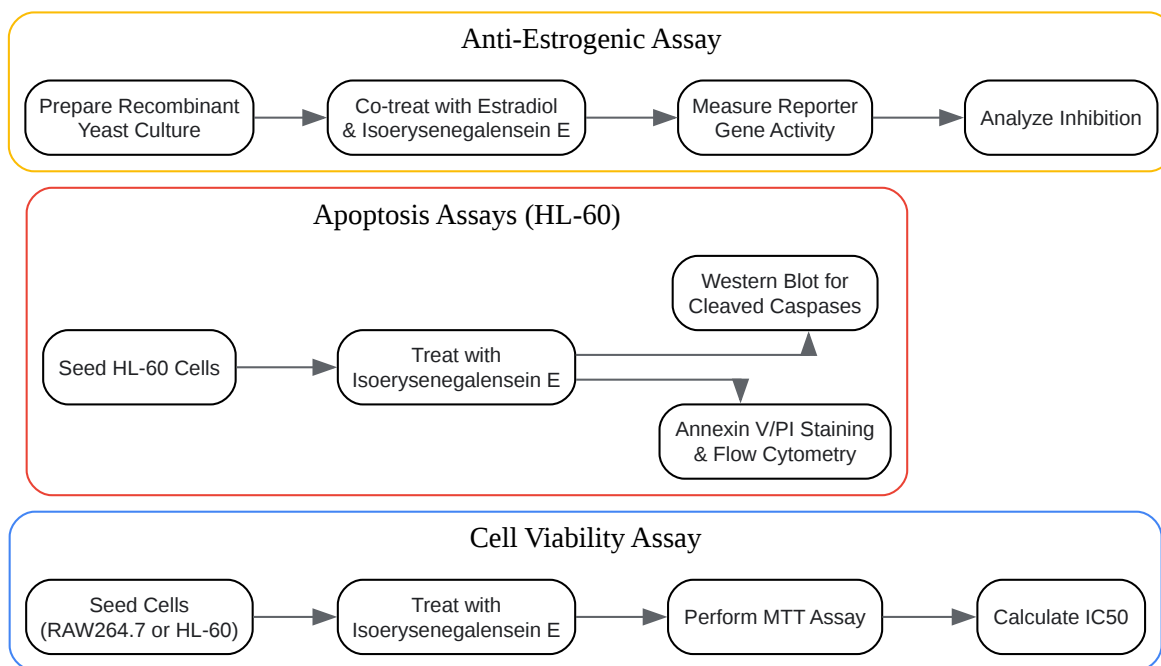 Anti-Estrogenic Assay
Prepare Recombinant
Yeast Culture
Co-treat with Estradiol
& Isoerysenegalensein E
Measure Reporter
Gene Activity
Analyze Inhibition
Apoptosis Assays (HL-60)
Western Blot for
Cleaved Caspases
Seed HL-60 Cells
Treat with
Isoerysenegalensein E
Annexin V/PI Staining
& Flow Cytometry
Cell Viability Assay
Seed Cells
(RAW264.7 or HL-60)
Treat with
Isoerysenegalensein E
Perform MTT Assay
Calculate IC50